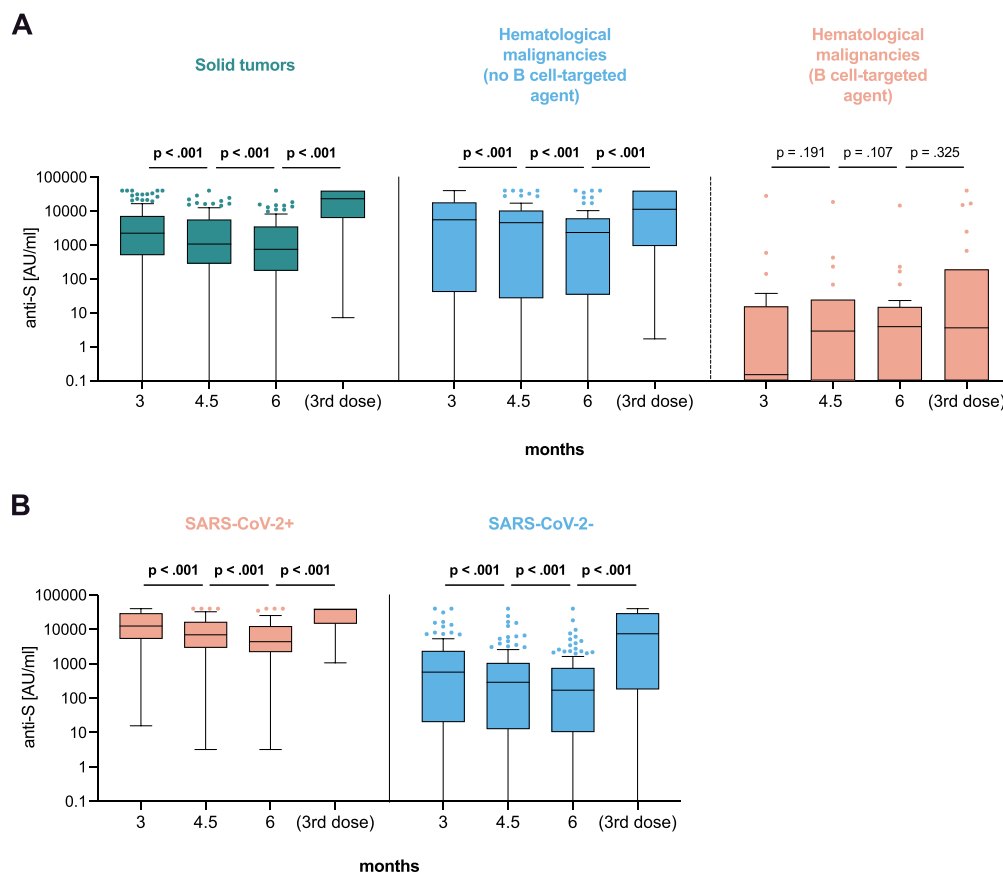 A
Solid tumors
Hematological
malignancies
(no B cell-targeted
agent)
Hematological
malignancies
(B cell-targeted
agent)
p < .001 p < .001 p < .001
p < .001 p < .001 p < .001
p = .191 p = .107 p = .325
anti-S [AU/ml]
100000
10000
1000
100
10
1
0.1
3 4.5 6 (3rd dose)
3 4.5 6 (3rd dose)
3 4.5 6 (3rd dose)
months
B
SARS-CoV-2+
SARS-CoV-2-
p < .001 p < .001 p < .001
p < .001 p < .001 p < .001
anti-S [AU/ml]
100000
10000
1000
100
10
1
0.1
3 4.5 6 (3rd dose)
3 4.5 6 (3rd dose)
months